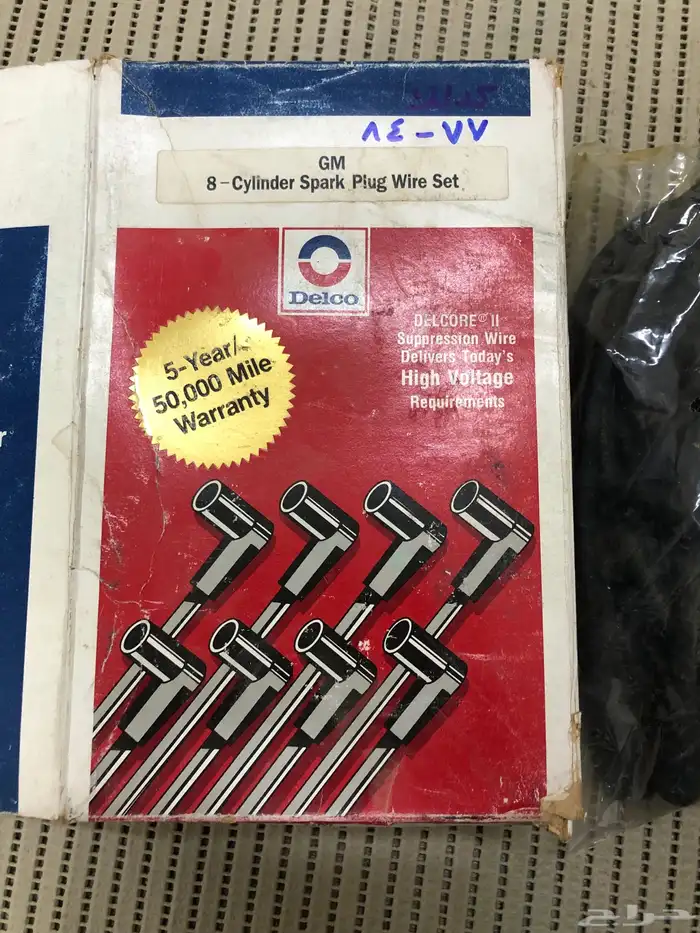 ٨٤-٧٧
GM
8-Cylinder Spark Plug Wire Set
Delco
5-Year/
50,000 Mile
Warranty
DELCORE® II
Suppression Wire
Delivers Today's
High Voltage
Requirements
r
حراج